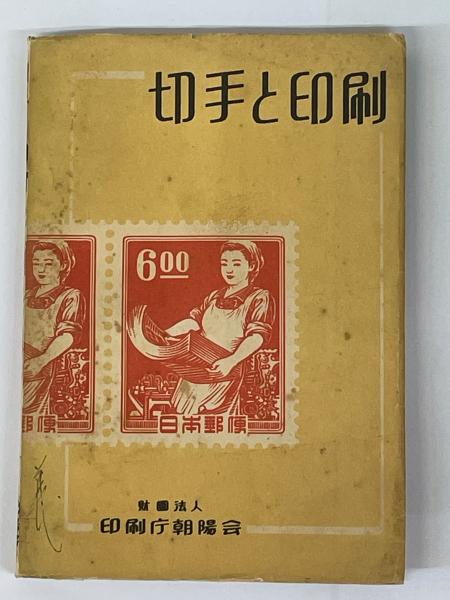 切手と印刷
6.00
日本郵便
郵便
財團法人
印刷庁朝陽会